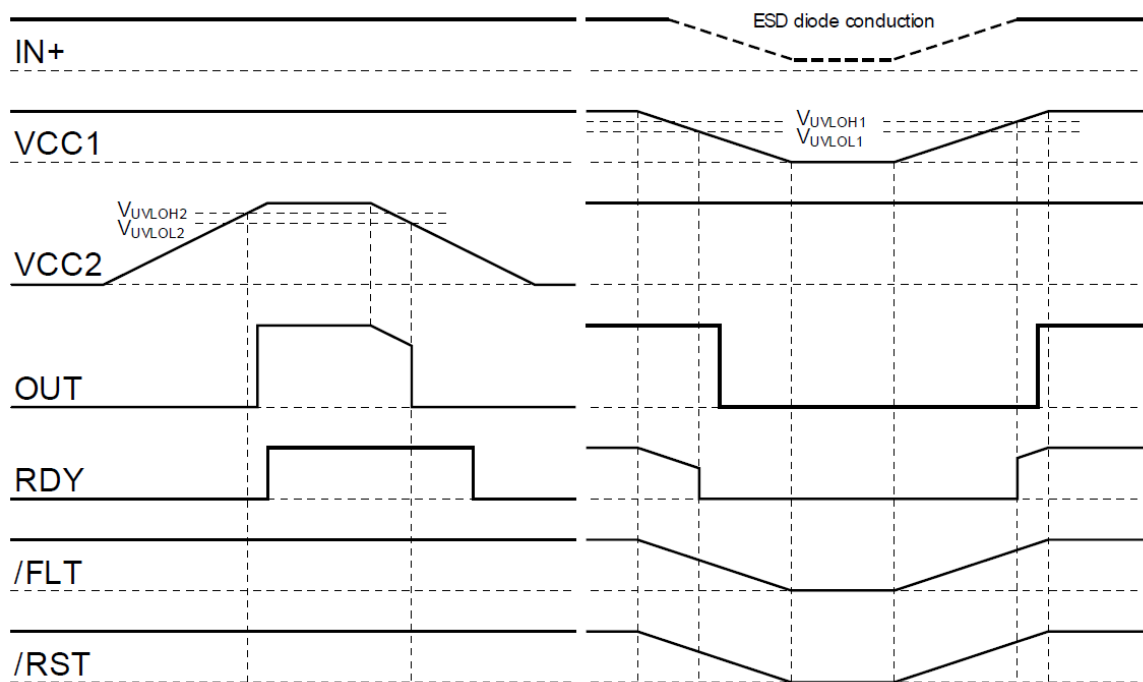 ESD diode conduction
IN+
VUVLOH1
VUVLOL1
VCC1
VUVLOH2
VUVLOL2
VCC2
OUT
RDY
/FLT
/RST